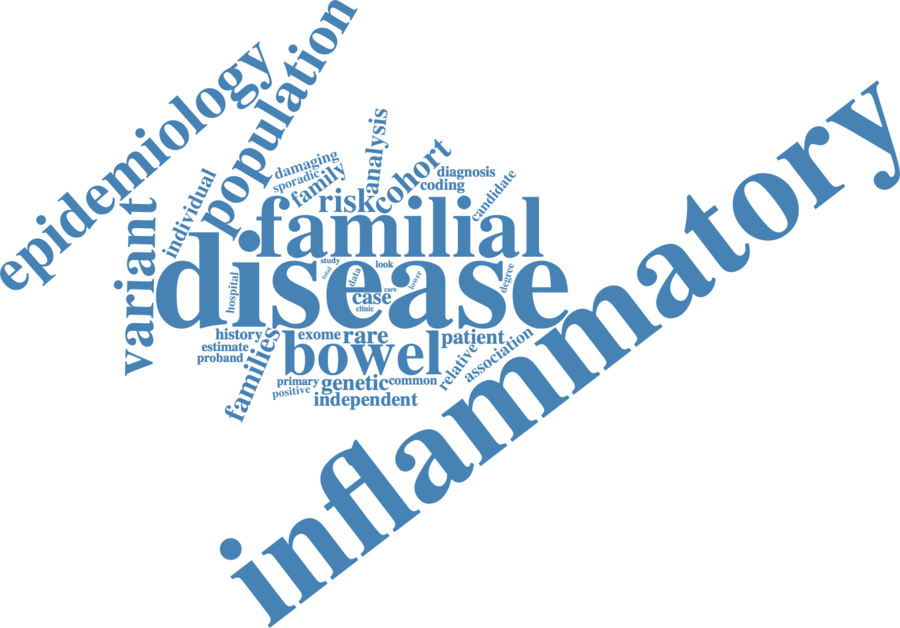 population
epidemiology
analysis
cohort
damaging
sporadic
family
diagnosis
coding
candidate
individual
risk
variant
familial
inflammatory
disease
study
total
look
data
lower
degree
hospital
care
case
clinic
history
exome
rare
patient
estimate
bowel
association
proband
families
relative
primary
genetic
common
positive
independent